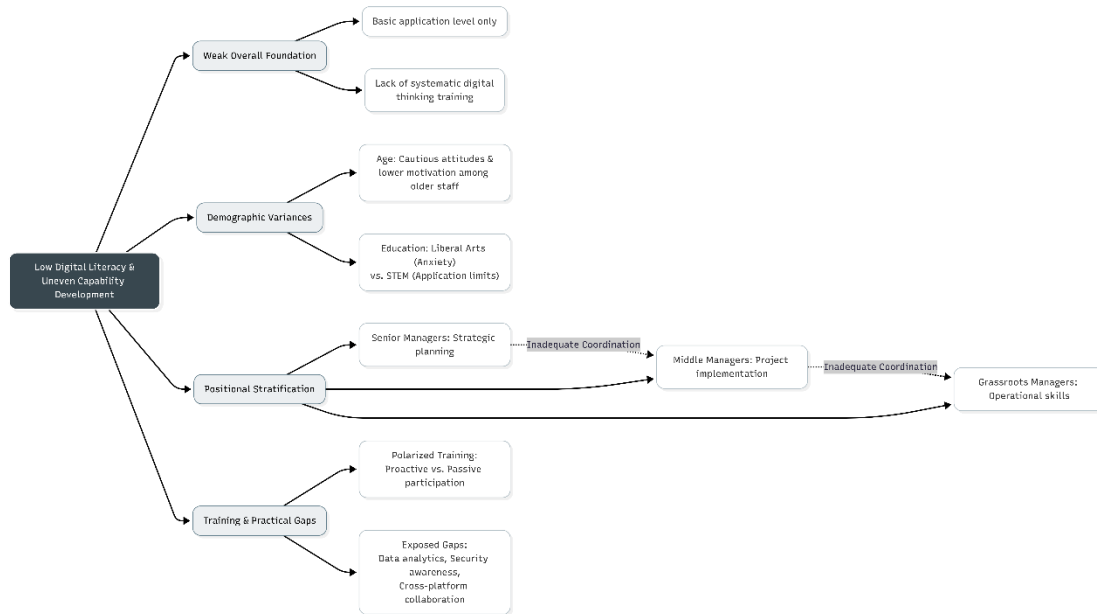 Basic application level only
Weak Overall Foundation
Lack of systematic digital
thinking training
Age: Cautious attitudes &
lower motivation among
older staff
Demographic Variances
Education: Liberal Arts
(Anxiety)
vs. STEM (Application limits)
Low Digital Literacy &
Uneven Capability
Development
Senior Managers: Strategic
planning
Inadequate Coordination
Middle Managers: Project
implementation
Inadequate Coordination
Grassroots Managers:
Operational skills
Positional Stratification
Polarized Training:
Proactive vs. Passive
participation
Training & Practical Gaps
Exposed Gaps:
Data analytics, Security
awareness,
Cross-platform
collaboration